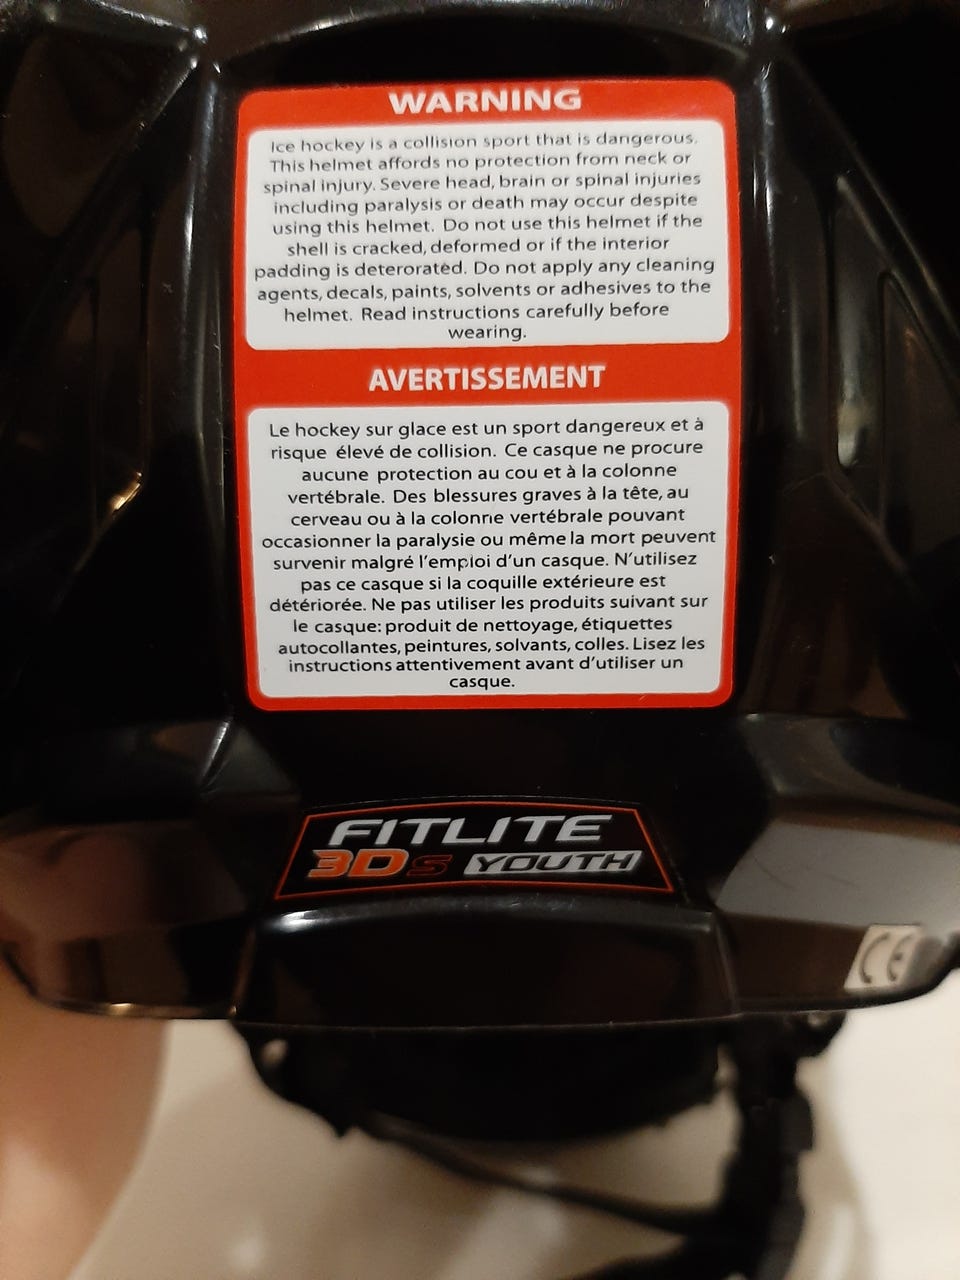 WARNING
Ice hockey is a collision sport that is dangerous.
This helmet affords no protection from neck or
spinal injury. Severe head, brain or spinal injuries
including paralysis or death may occur despite
using this helmet. Do not use this helmet if the
shell is cracked, deformed or if the interior
padding is deterorated. Do not apply any cleaning
agents, decals, paints, solvents or adhesives to the
helmet. Read instructions carefully before
wearing.
AVERTISSEMENT
Le hockey sur glace est un sport dangereux et à
risque élevé de collision. Ce casque ne procure
aucune protection au cou et à la colonne
vertébrale. Des blessures graves à la tête, au
cerveau ou à la colonne vertébrale pouvant
occasionner la paralysie ou même la mort peuvent
survenir malgré l'emploi d'un casque. N'utilisez
pas ce casque si la coquille extérieure est
détériorée. Ne pas utiliser les produits suivant sur
le casque: produit de nettoyage, étiquettes
autocollantes, peintures, solvants, colles. Lisez les
instructions attentivement avant d'utiliser un
casque.
FITLITE
3DS YOUTH
CE